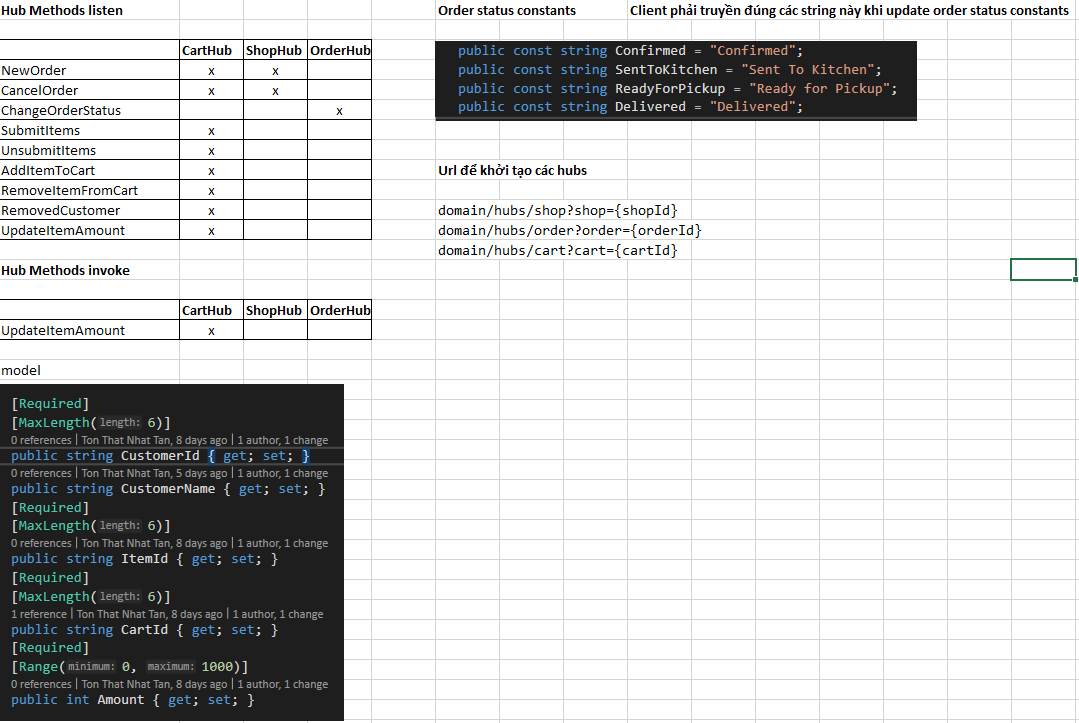 Hub Methods listen
CartHub ShopHub OrderHub
NewOrder x x
CancelOrder x x
ChangeOrderStatus x
SubmitItems x
UnsubmitItems x
AddItemToCart x
RemoveItemFromCart x
RemovedCustomer x
UpdateItemAmount x
Hub Methods invoke
CartHub ShopHub OrderHub
UpdateItemAmount x
model
[Required]
[MaxLength(length: 6)]
0 references | Ton That Nhat Tan, 8 days ago | 1 author, 1 change
public string CustomerId { get; set; }
0 references | Ton That Nhat Tan, 5 days ago | 1 author, 1 change
public string CustomerName { get; set; }
[Required]
[MaxLength(length: 6)]
0 references | Ton That Nhat Tan, 8 days ago | 1 author, 1 change
public string ItemId { get; set; }
[Required]
[MaxLength(length: 6)]
1 reference | Ton That Nhat Tan, 8 days ago | 1 author, 1 change
public string CartId { get; set; }
[Required]
[Range(minimum: 0, maximum: 1000)]
0 references | Ton That Nhat Tan, 8 days ago | 1 author, 1 change
public int Amount { get; set; }
Order status constants
Client phải truyền đúng các string này khi update order status constants
public const string Confirmed = "Confirmed";
public const string SentToKitchen = "Sent To Kitchen";
public const string ReadyForPickup = "Ready for Pickup";
public const string Delivered = "Delivered";
Url để khởi tạo các hubs
domain/hubs/shop?shop={shopId}
domain/hubs/order?order={orderId}
domain/hubs/cart?cart={cartId}